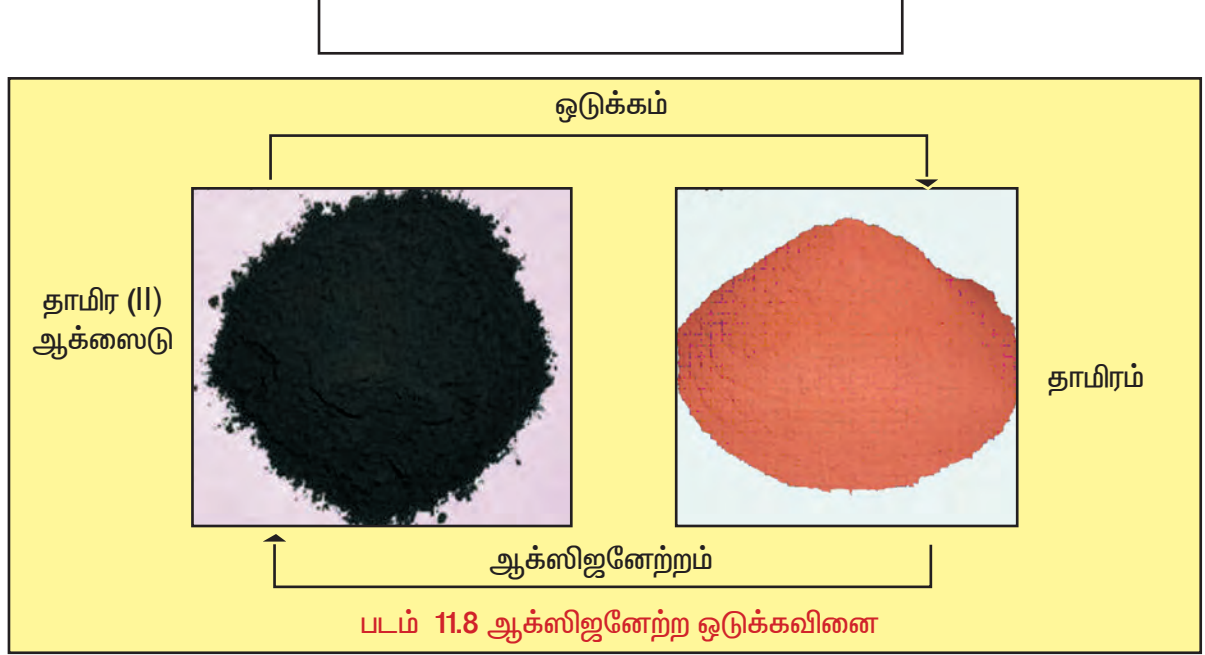 ஒடுக்கம்
தாமிர (II)
ஆக்ஸைடு
தாமிரம்
ஆக்ஸிஜனேற்றம்
படம் 11.8 ஆக்ஸிஜனேற்ற ஒடுக்கவினை